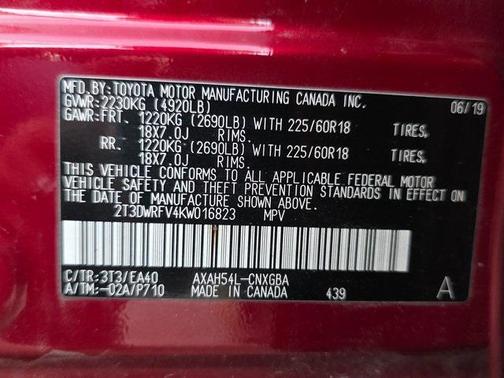 MFD.BY:TOYOTA MOTOR MANUFACTURING CANADA INC.
GVWR:2230KG (4920LB) 06/19
GAWR:FRT. 1220KG (2690LB) WITH 225/60R18 TIRES,
18X7.0J RIMS.
RR. 1220KG (2690LB) WITH 225/60R18 TIRES,
18X7.0J RIMS.
THIS VEHICLE CONFORMS TO ALL APPLICABLE FEDERAL MOTOR
VEHICLE SAFETY AND THEFT PREVENTION STANDARDS IN EFFECT ON
THE DATE OF MANUFACTURE SHOWN ABOVE.
2T3DWRFV4KW016823 MPV
C/TR:3T3/EA40 AXAH54L-CNXGBA
A/TM:-02A/P710 MADE IN CANADA 439 A